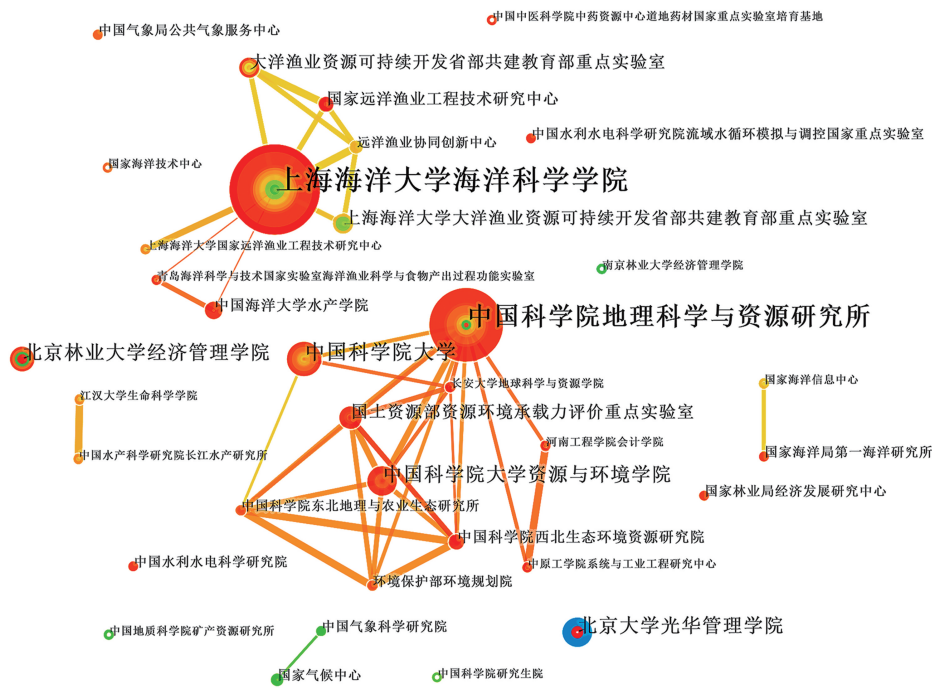 中国中医科学院中药资源中心道地药材国家重点实验室培育基地
中国气象局公共气象服务中心
大洋渔业资源可持续开发省部共建教育部重点实验室
国家远洋渔业工程技术研究中心
中国水利水电科学研究院流域水循环模拟与调控国家重点实验室
远洋渔业协同创新中心
国家海洋技术中心
上海海洋大学海洋科学学院
上海海洋大学大洋渔业资源可持续开发省部共建教育部重点实验室
上海海洋大学国家远洋渔业工程技术研究中心
南京林业大学经济管理学院
青岛海洋科学与技术国家实验室海洋渔业科学与食物产出过程功能实验室
中国海洋大学水产学院
中国科学院地理科学与资源研究所
北京林业大学经济管理学院
中国科学院大学
长安大学地球科学与资源学院
国家海洋信息中心
江汉大学生命科学学院
国土资源部资源环境承载力评价重点实验室
河南工程学院会计学院
国家海洋局第一海洋研究所
中国水产科学研究院长江水产研究所
中国科学院大学资源与环境学院
国家林业局经济发展研究中心
中国科学院东北地理与农业生态研究所
中国科学院西北生态环境资源研究院
中国水利水电科学研究院
中原工学院系统与工业工程研究中心
环境保护部环境规划院
中国气象科学研究院
北京大学光华管理学院
中国地质科学院矿产资源研究所
国家气候中心
中国科学院研究生院